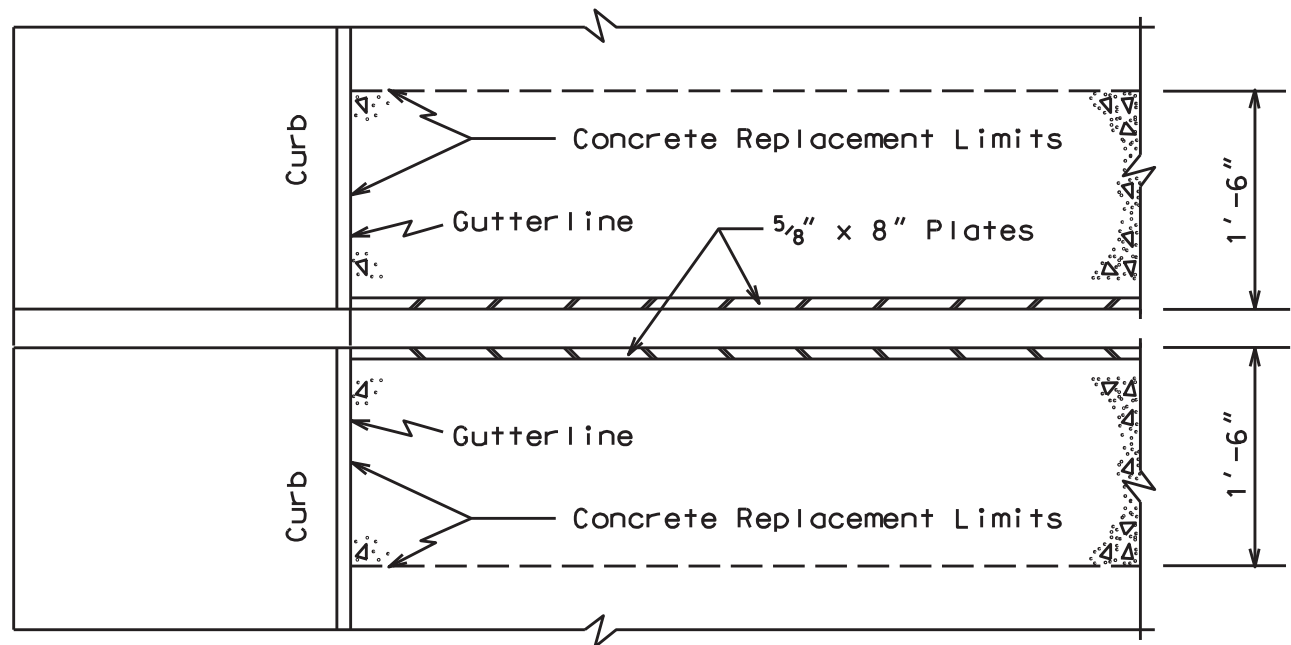 Curb
Concrete Replacement Limits
Gutterline
5/8" x 8" Plates
1'-6"
Gutterline
Curb
Concrete Replacement Limits
1'-6"